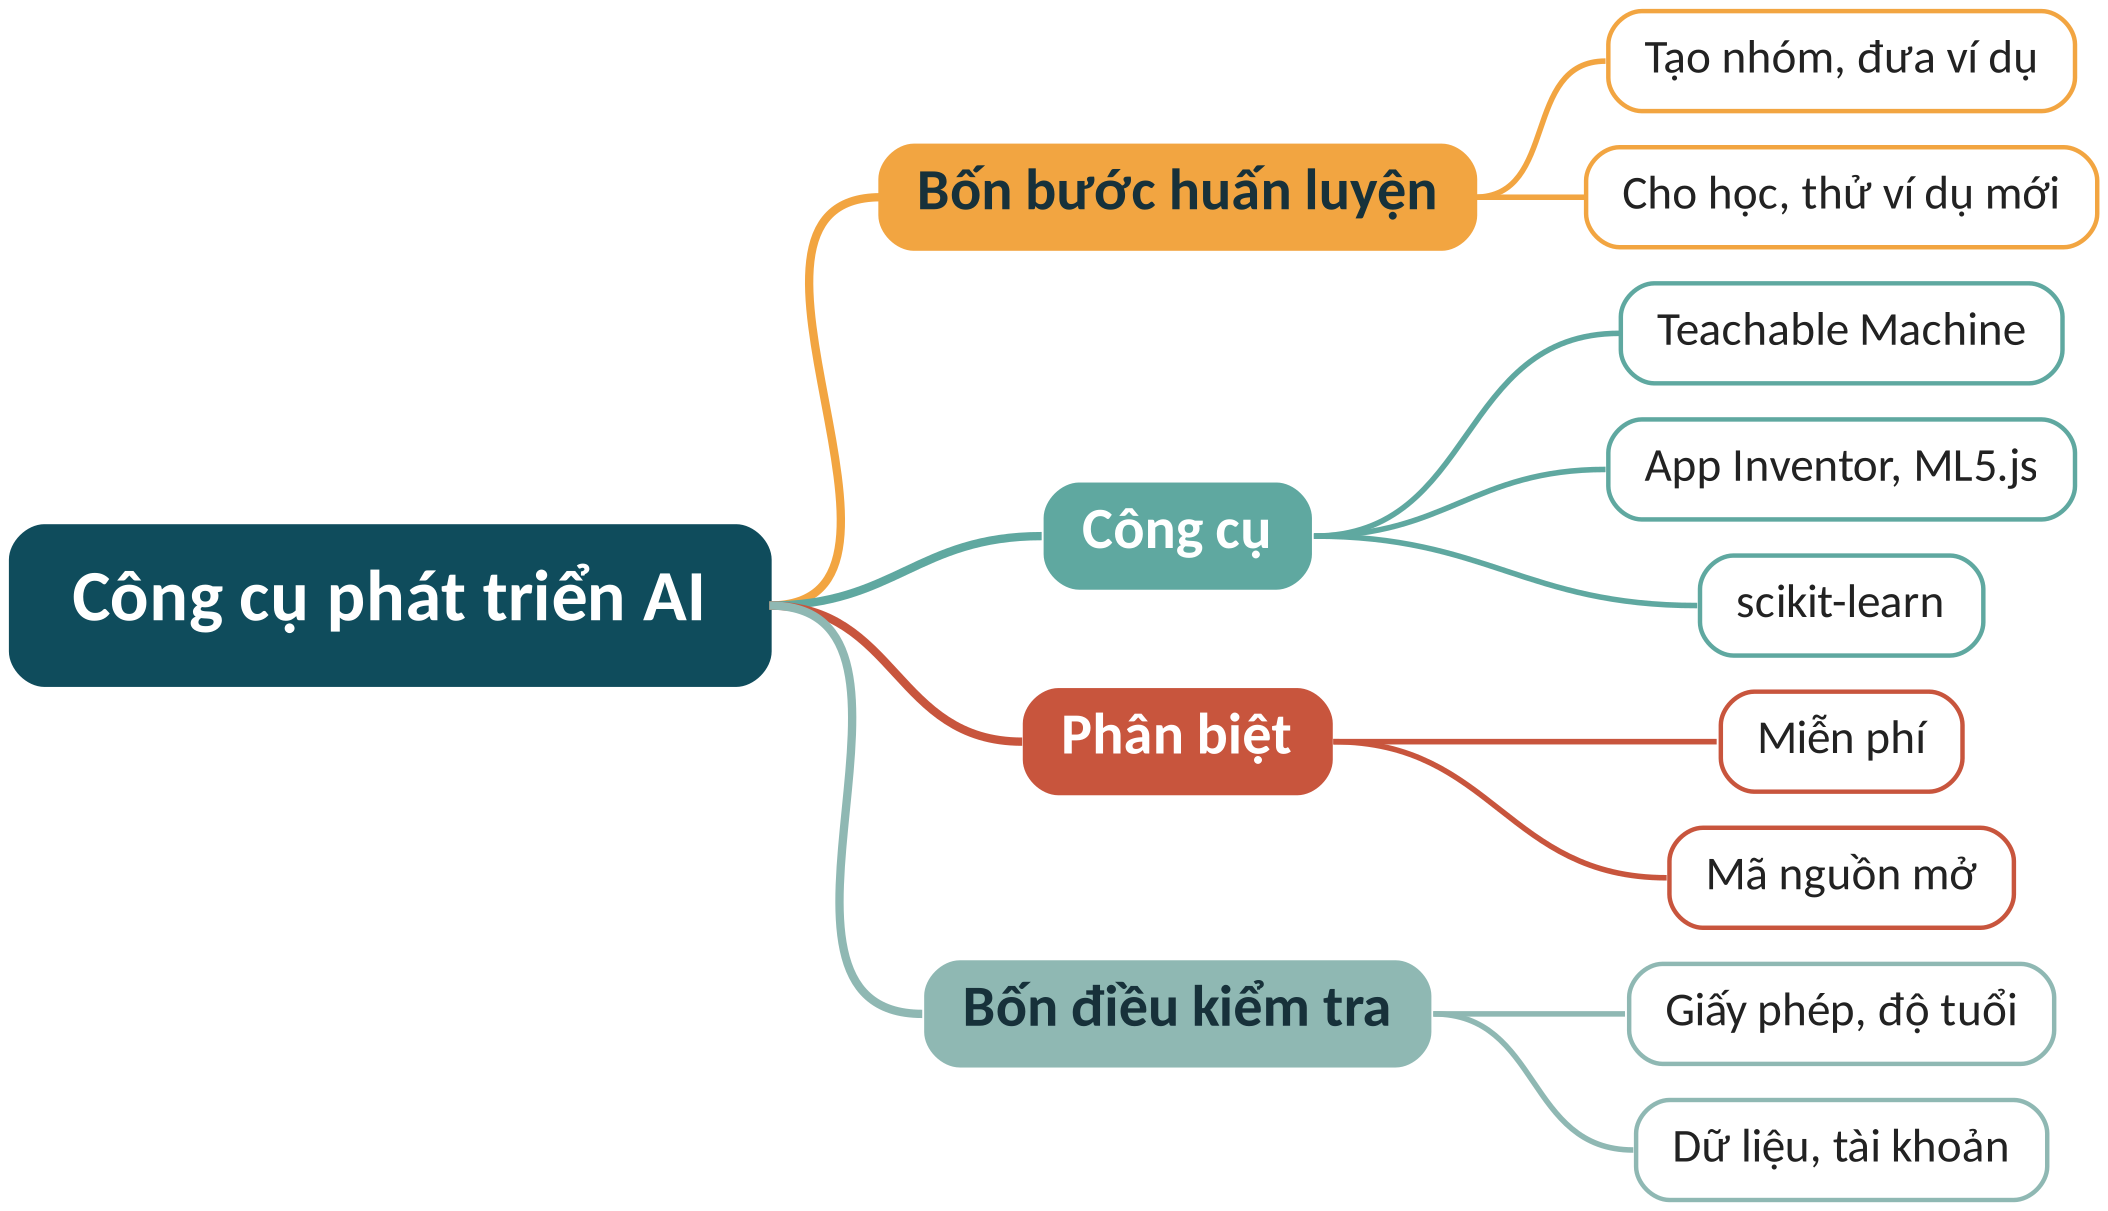 Công cụ phát triển AI
Bốn bước huấn luyện
Tạo nhóm, đưa ví dụ
Cho học, thử ví dụ mới
Công cụ
Teachable Machine
App Inventor, ML5.js
scikit-learn
Phân biệt
Miễn phí
Mã nguồn mở
Bốn điều kiểm tra
Giấy phép, độ tuổi
Dữ liệu, tài khoản